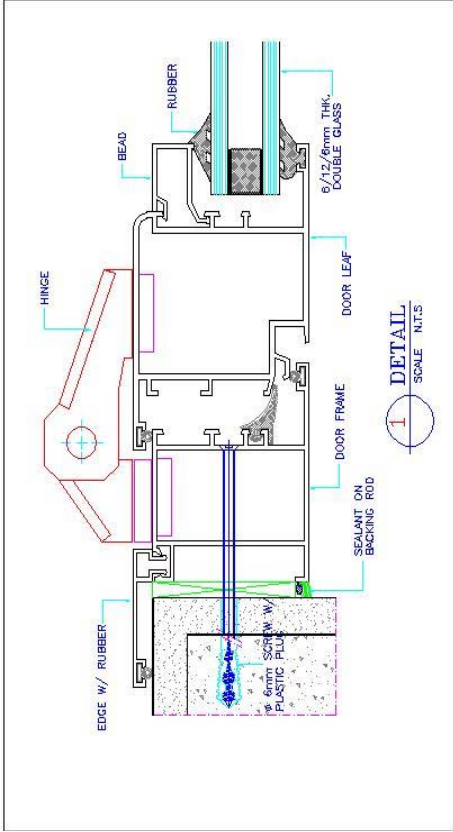 HINGE
BEAD
RUBBER
EDGE W/ RUBBER
6/12/6mm THK.
DOUBLE GLASS
DOOR LEAF
DOOR FRAME
SEALANT ON
BACKING ROD
φ 6mm SCREW W/
PLASTIC PLUG
1
DETAIL
SCALE N.T.S